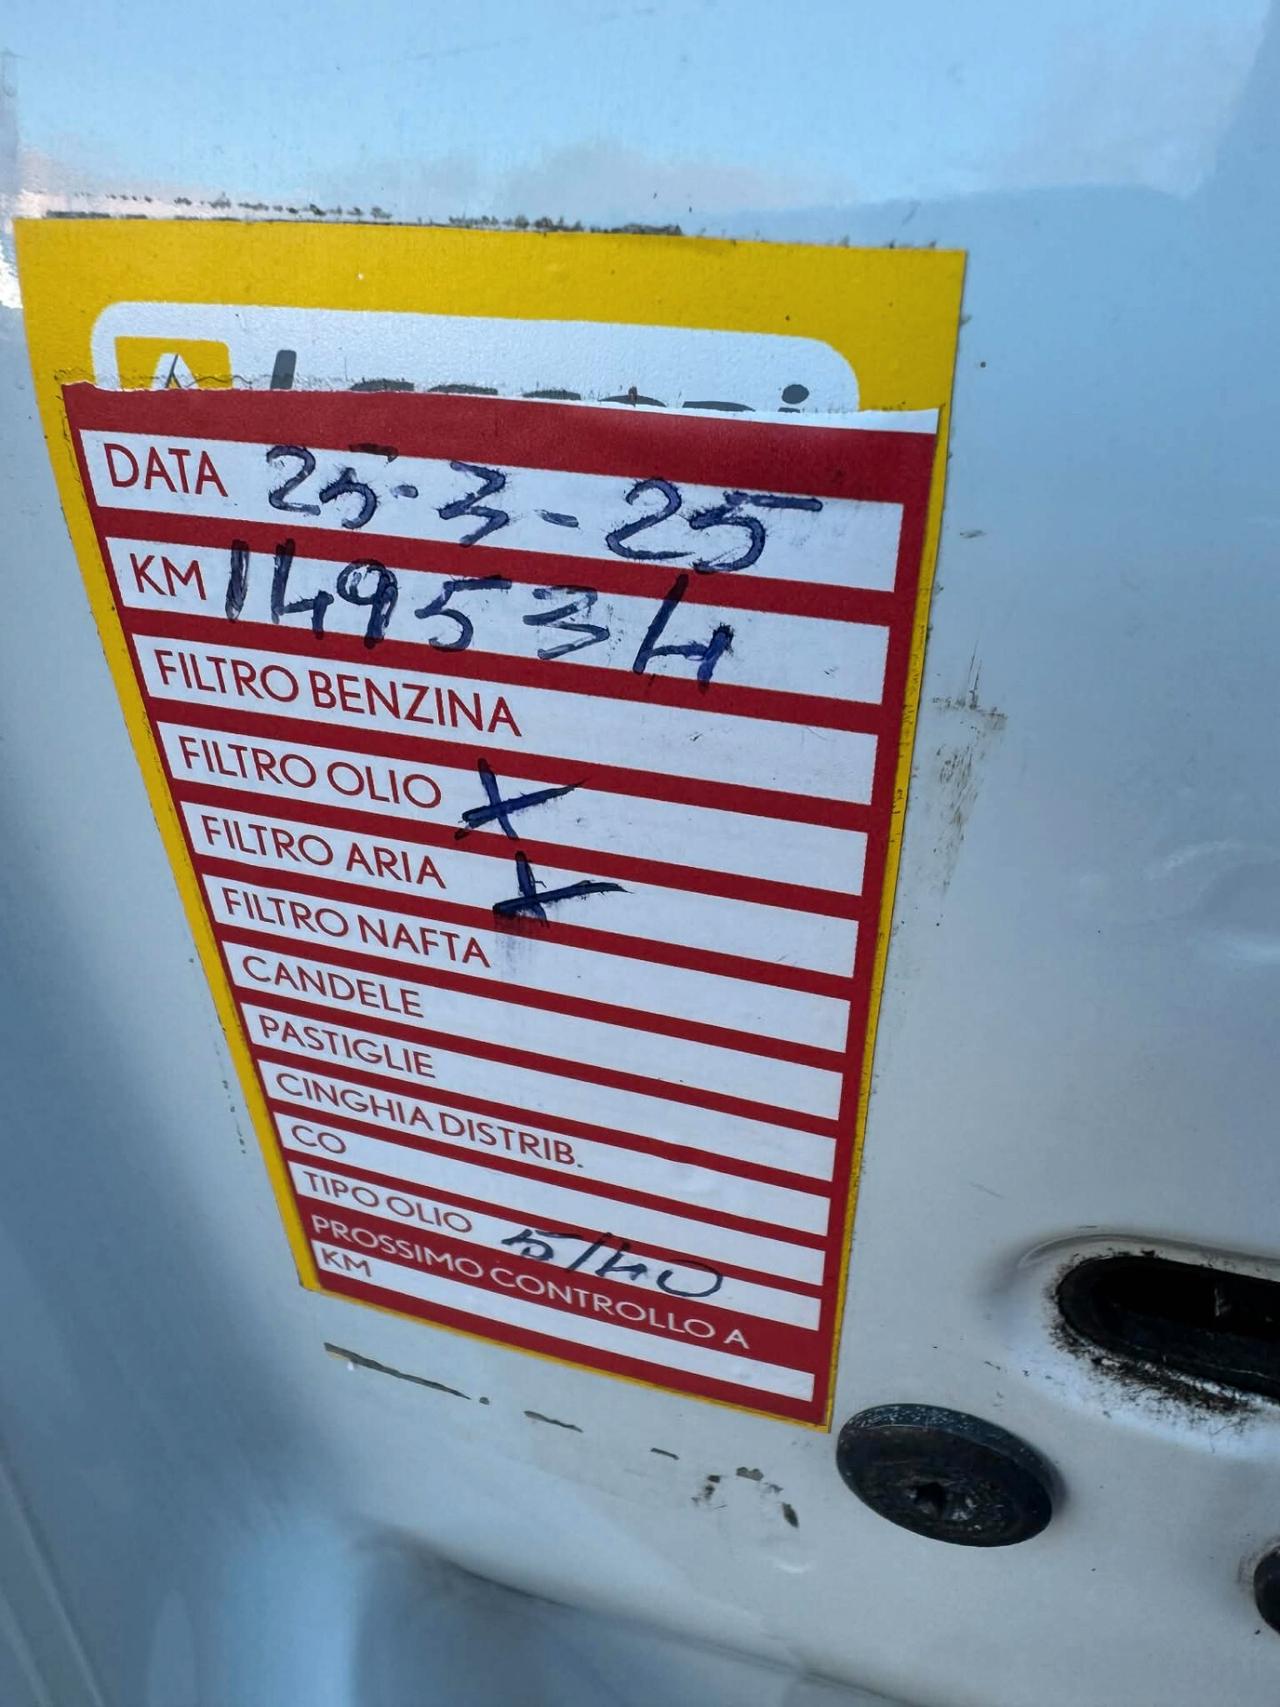 DATA 25-3-25
KM 149534
FILTRO BENZINA
FILTRO OLIO X
FILTRO ARIA X
FILTRO NAFTA
CANDELE
PASTIGLIE
CINGHIA DISTRIB.
CO
TIPO OLIO 5/40
PROSSIMO CONTROLLO A
KM